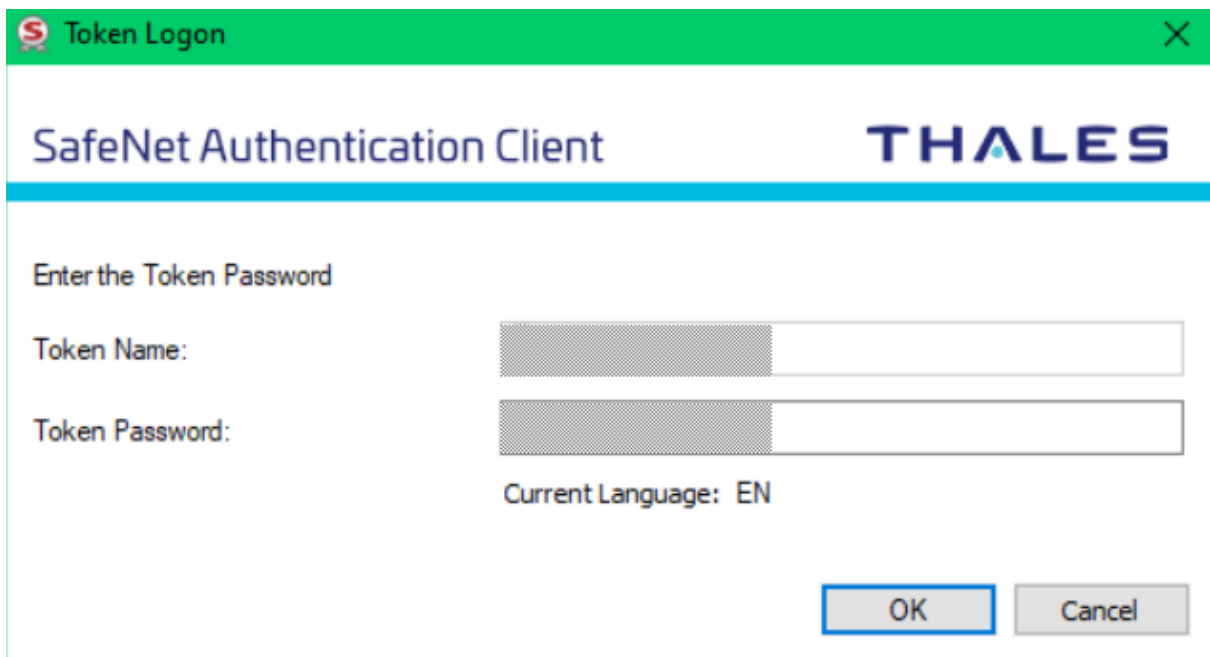 Token Logon
SafeNet Authentication Client THALES
Enter the Token Password
Token Name:
Token Password:
Current Language: EN
OK Cancel